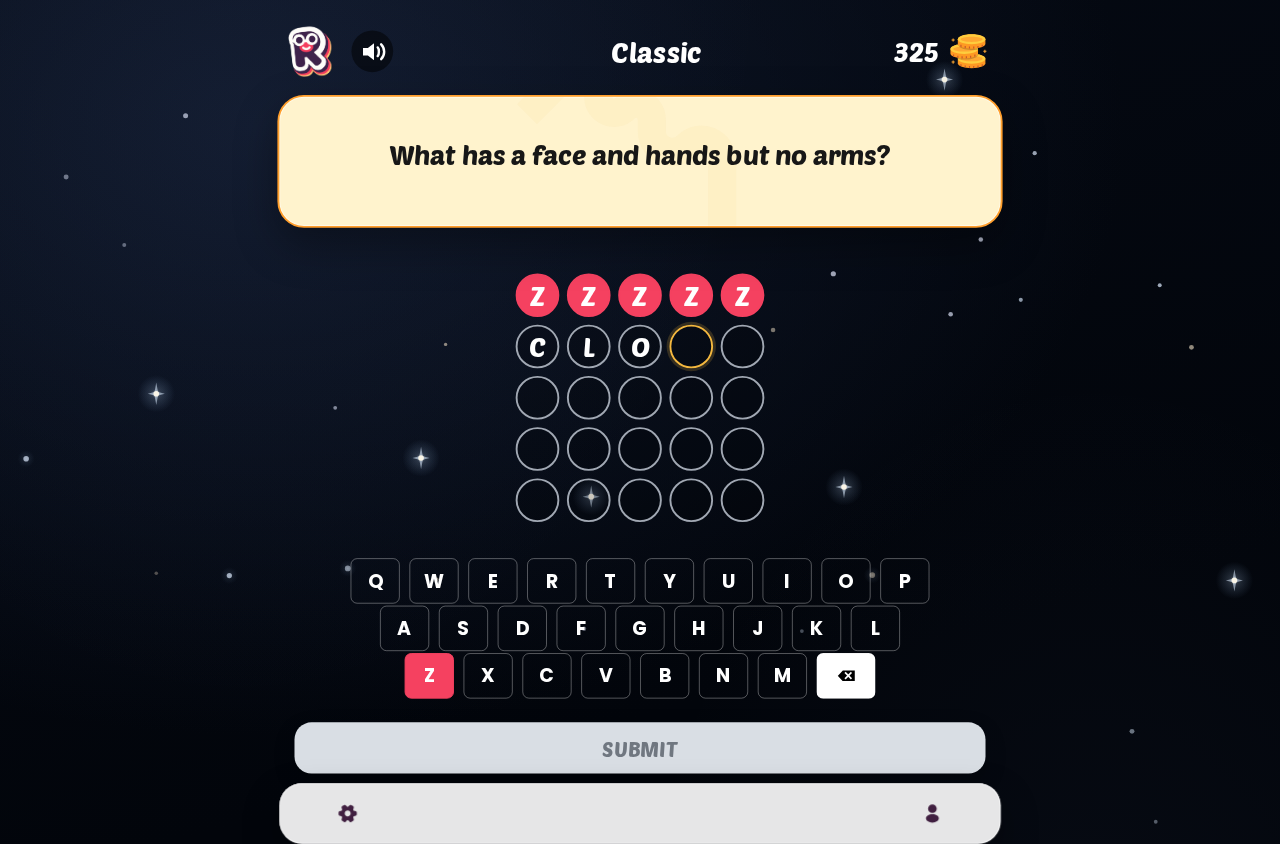 R
Classic
325
What has a face and hands but no arms?
Z Z Z Z Z
C L O
Q W E R T Y U I O P
A S D F G H J K L
Z X C V B N M
SUBMIT